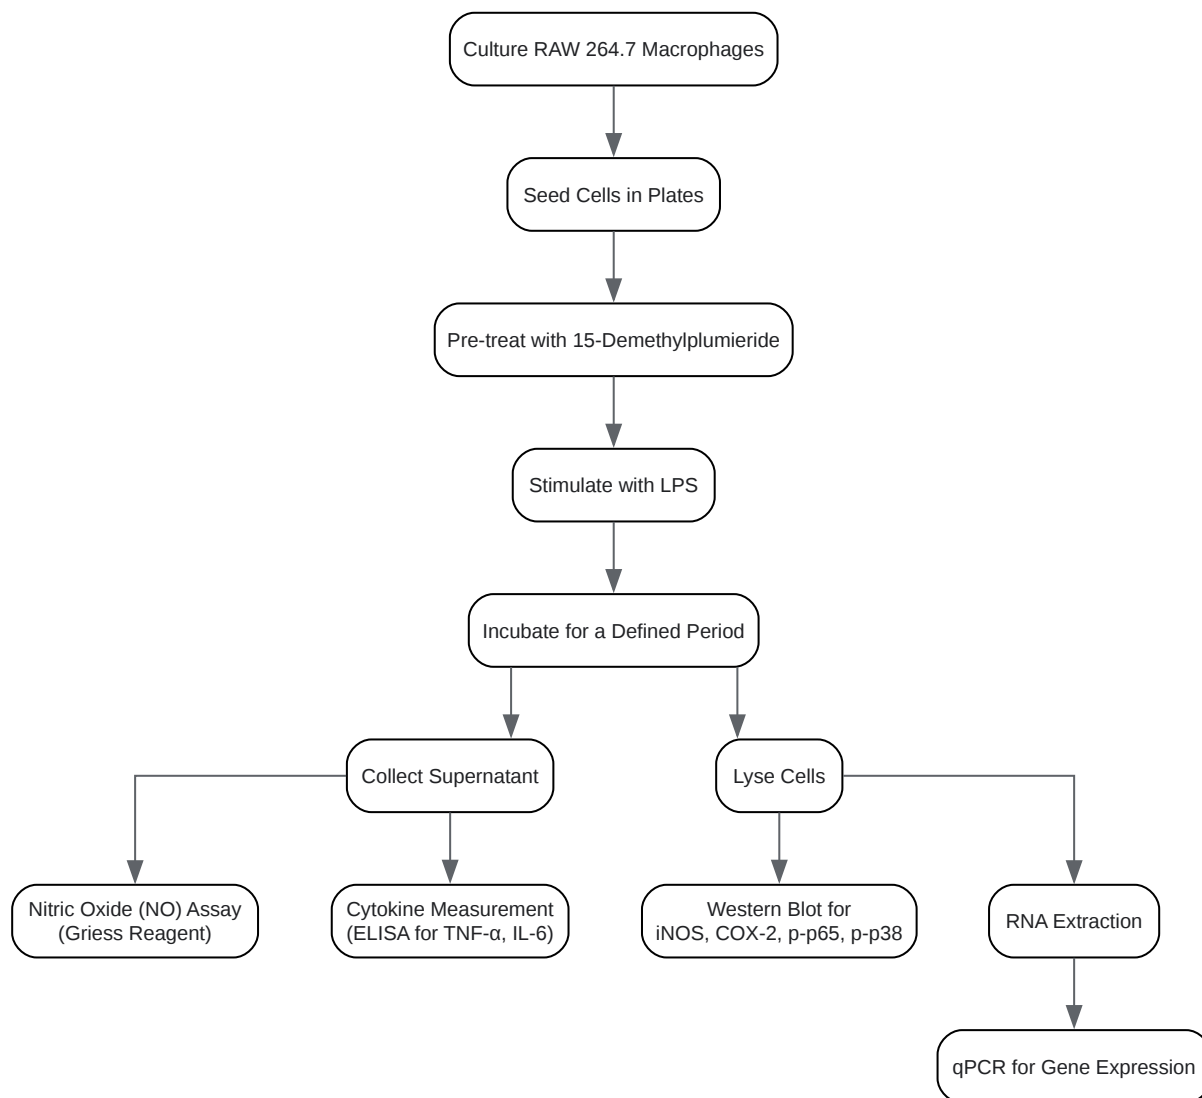 Culture RAW 264.7 Macrophages
Seed Cells in Plates
Pre-treat with 15-Demethylplumieride
Stimulate with LPS
Incubate for a Defined Period
Collect Supernatant
Lyse Cells
Nitric Oxide (NO) Assay
(Griess Reagent)
Cytokine Measurement
(ELISA for TNF-α, IL-6)
Western Blot for
iNOS, COX-2, p-p65, p-p38
RNA Extraction
qPCR for Gene Expression